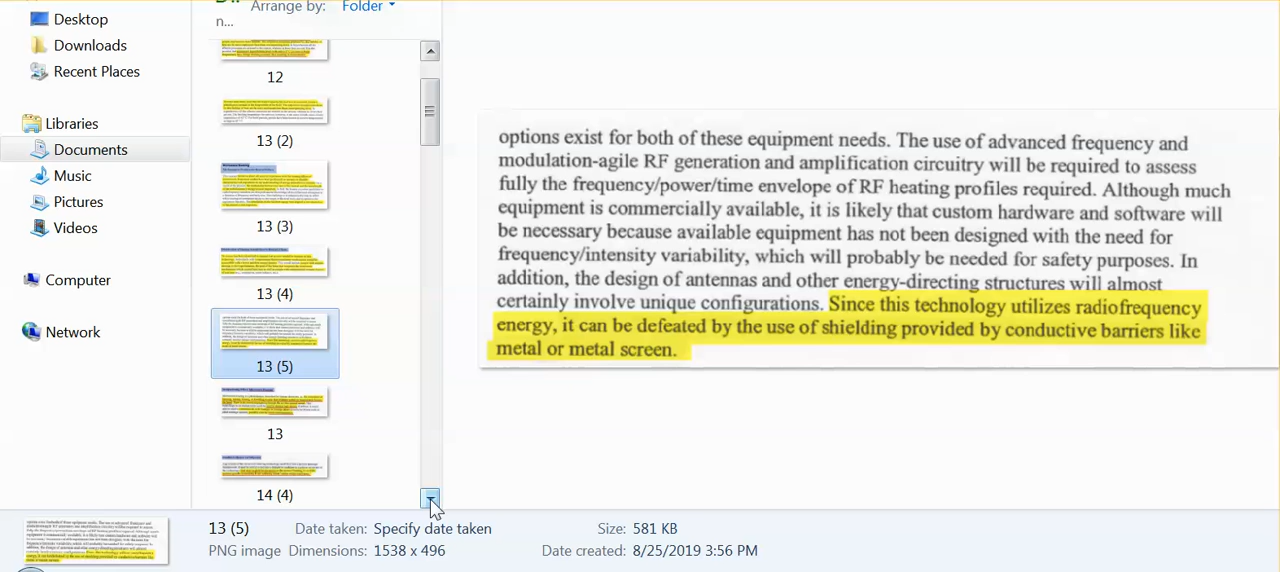 Arrange by: Folder
n...
Desktop
Downloads
Recent Places
Libraries
Documents
Music
Pictures
Videos
Computer
Network
12
13 (2)
13 (3)
13 (4)
13 (5)
13
14 (4)
options exist for both of these equipment needs. The use of advanced frequency and
modulation-agile RF generation and amplification circuitry will be required to assess
fully the frequency/power/time envelope of RF heating profiles required. Although much
equipment is commercially available, it is likely that custom hardware and software will
be necessary because available equipment has not been designed with the need for
frequency/intensity variability, which will probably be needed for safety purposes. In
addition, the design of antennas and other energy-directing structures will almost
certainly involve unique configurations. Since this technology utilizes radiofrequency
energy, it can be defeated by the use of shielding provided by conductive barriers like
metal or metal screen.
13 (5) Date taken: Specify date taken Size: 581 KB
PNG image Dimensions: 1538 x 496 Date created: 8/25/2019 3:56 PM